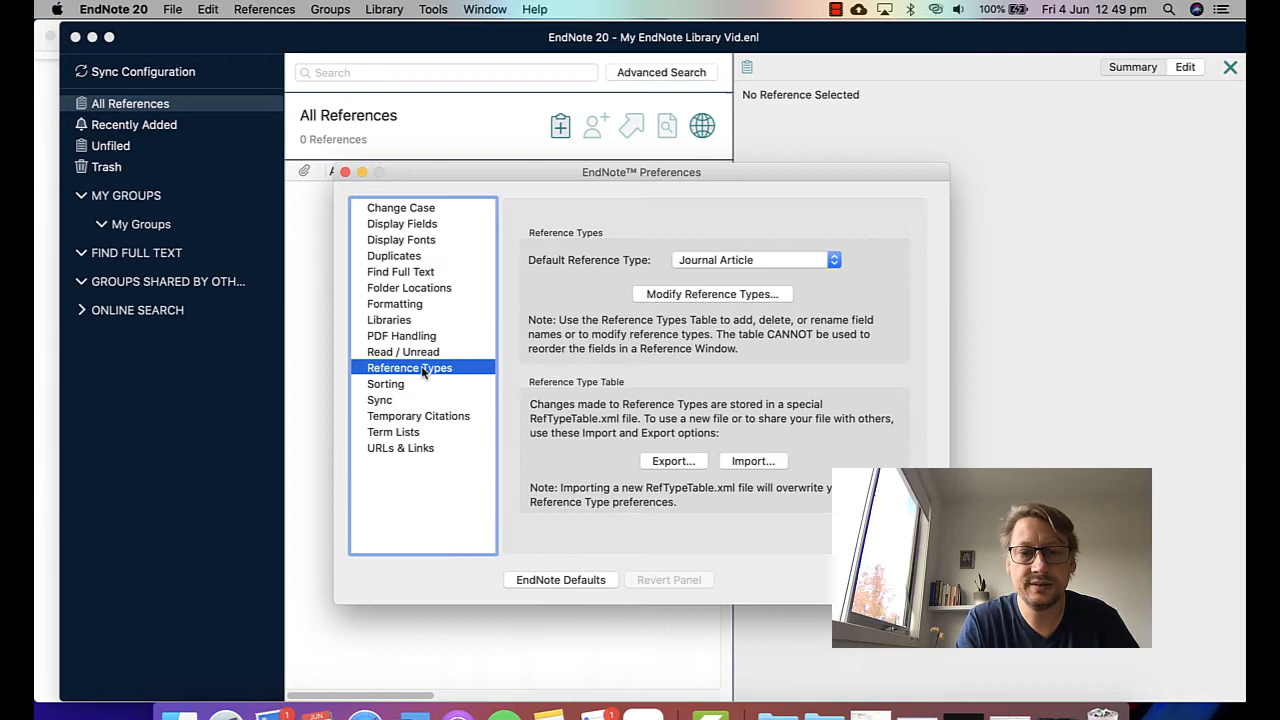 EndNote 20 File Edit References Groups Library Tools Window Help 100% Fri 4 Jun 12 49 pm
EndNote 20 - My EndNote Library Vid.enl
Sync Configuration
All References
Recently Added
Unfiled
Trash
MY GROUPS
My Groups
FIND FULL TEXT
GROUPS SHARED BY OTH...
ONLINE SEARCH
Search
Advanced Search
All References
0 References
Summary
Edit
No Reference Selected
EndNote™ Preferences
Change Case
Display Fields
Display Fonts
Duplicates
Find Full Text
Folder Locations
Formatting
Libraries
PDF Handling
Read / Unread
Reference Types
Sorting
Sync
Temporary Citations
Term Lists
URLs & Links
Reference Types
Default Reference Type: Journal Article
Modify Reference Types...
Note: Use the Reference Types Table to add, delete, or rename field
names or to modify reference types. The table CANNOT be used to
reorder the fields in a Reference Window.
Reference Type Table
Changes made to Reference Types are stored in a special
RefTypeTable.xml file. To use a new file or to share your file with others,
use these Import and Export options:
Export...
Import...
Note: Importing a new RefTypeTable.xml file will overwrite
Reference Type preferences.
EndNote Defaults
Revert Panel